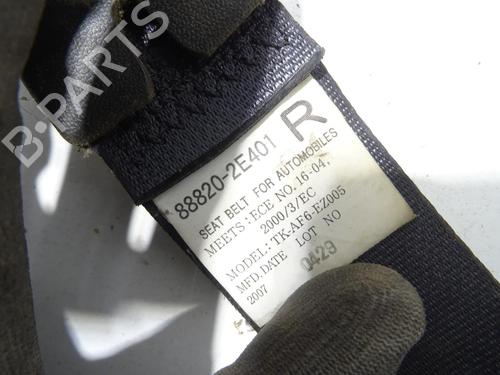 B-PARTS
88820-2E401 R
SEAT BELT FOR AUTOMOBILES
MEETS: ECE NO. 16-04,
2000/3/EC
MODEL: TK-AF6-EZ005
MFD. DATE LOT NO
2007 0429